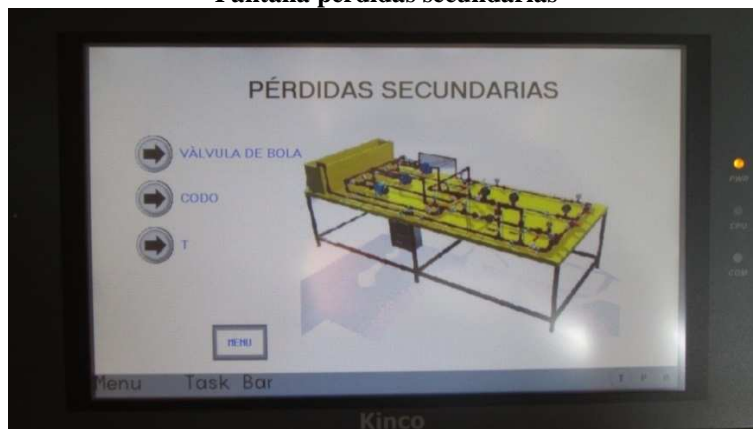 Pantalla pérdidas secundarias
PÉRDIDAS SECUNDARIAS
VÀLVULA DE BOLA
CODO
T
MENU
Menu Task Bar
PWR
CPU
COM
Kinco